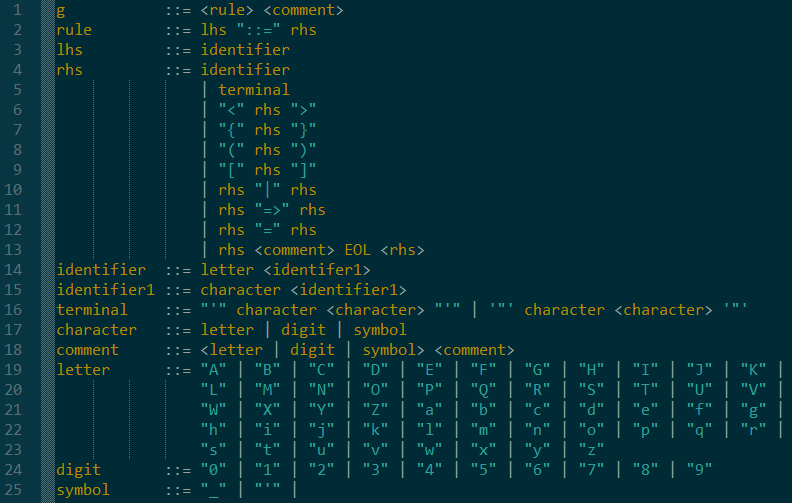 1 g ::= <rule> <comment>
2 rule ::= lhs "::=" rhs
3 lhs ::= identifier
4 rhs ::= identifier
5 | terminal
6 | "<" rhs ">"
7 | "{" rhs "}"
8 | "(" rhs ")"
9 | "[" rhs "]"
10 | rhs "|" rhs
11 | rhs "=>" rhs
12 | rhs "=" rhs
13 | rhs <comment> EOL <rhs>
14 identifier ::= letter <identifer1>
15 identifier1 ::= character <identifier1>
16 terminal ::= "'" character <character> "'" | '"' character <character> '"'
17 character ::= letter | digit | symbol
18 comment ::= <letter | digit | symbol> <comment>
19 letter ::= "A" | "B" | "C" | "D" | "E" | "F" | "G" | "H" | "I" | "J" | "K" |
20 "L" | "M" | "N" | "O" | "P" | "Q" | "R" | "S" | "T" | "U" | "V" |
21 "W" | "X" | "Y" | "Z" | "a" | "b" | "c" | "d" | "e" | "f" | "g" |
22 "h" | "i" | "j" | "k" | "l" | "m" | "n" | "o" | "p" | "q" | "r" |
23 "s" | "t" | "u" | "v" | "w" | "x" | "y" | "z"
24 digit ::= "0" | "1" | "2" | "3" | "4" | "5" | "6" | "7" | "8" | "9"
25 symbol ::= "_" | "'" |